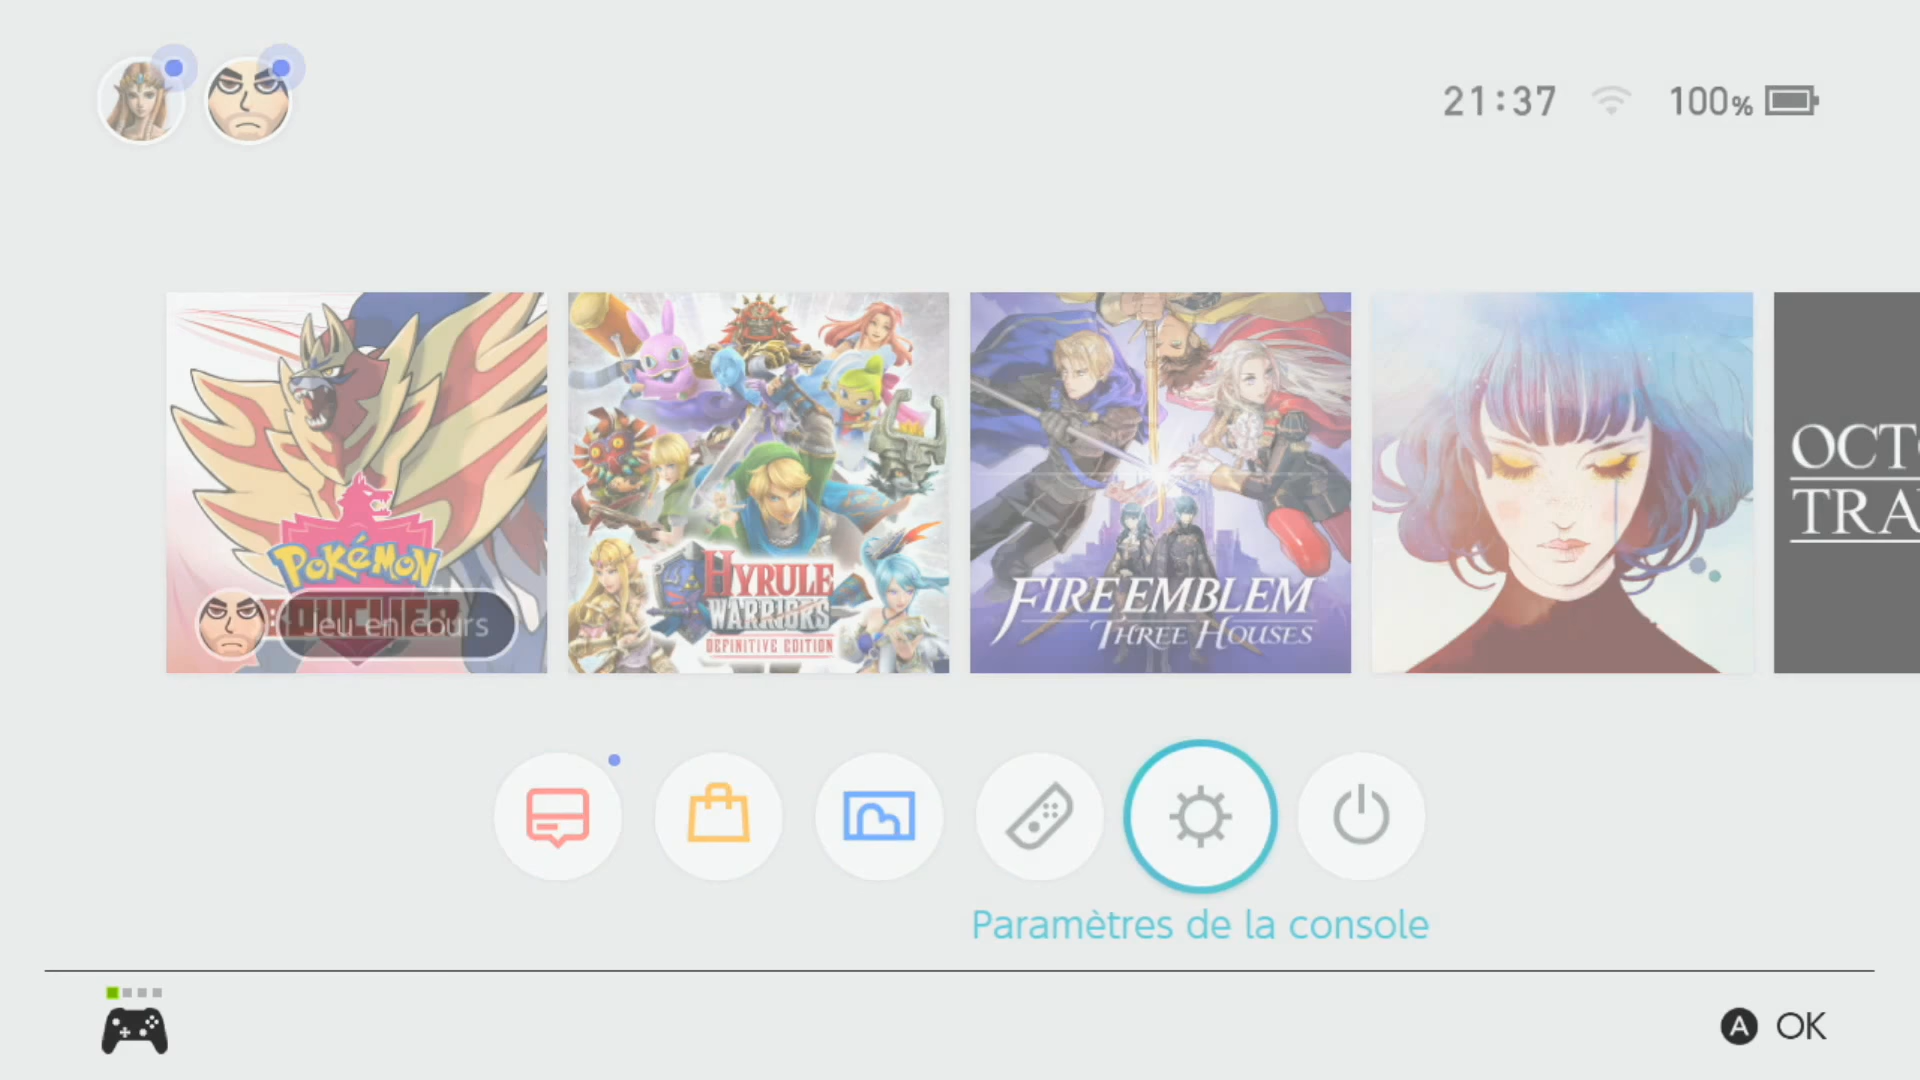 21:37
100%
POKéMON
BOUCLIER
Jeu en cours
HYRULE
WARRIORS
DEFINITIVE EDITION
FIRE EMBLEM
THREE HOUSES
OCT
TRA
Paramètres de la console
A OK